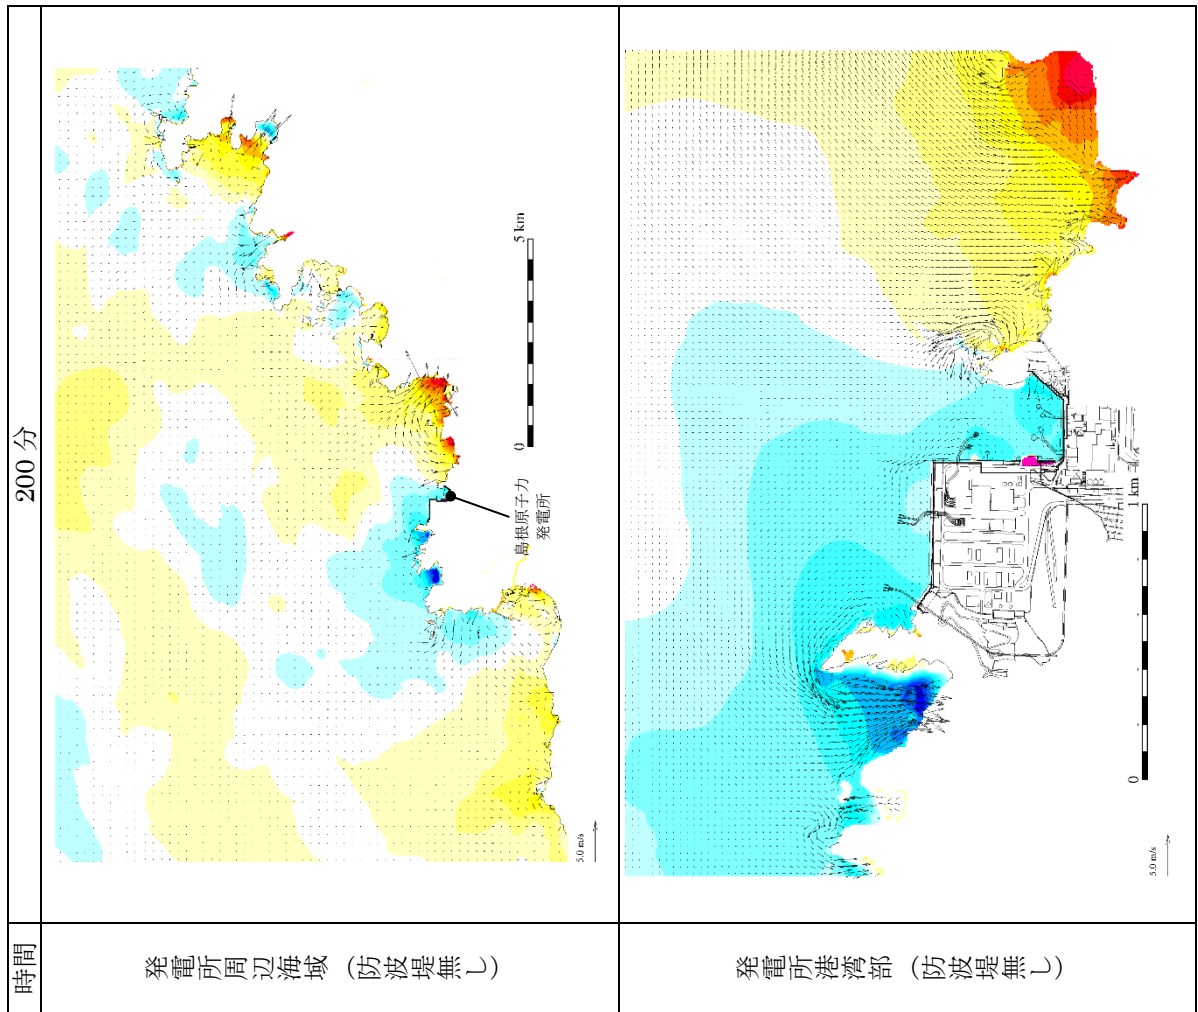 時間
200 分
発電所周辺海域（防波堤無し）
島根原子力
発電所
0
5 km
5.0 m/s
発電所港湾部（防波堤無し）
0
1 km
5.0 m/s